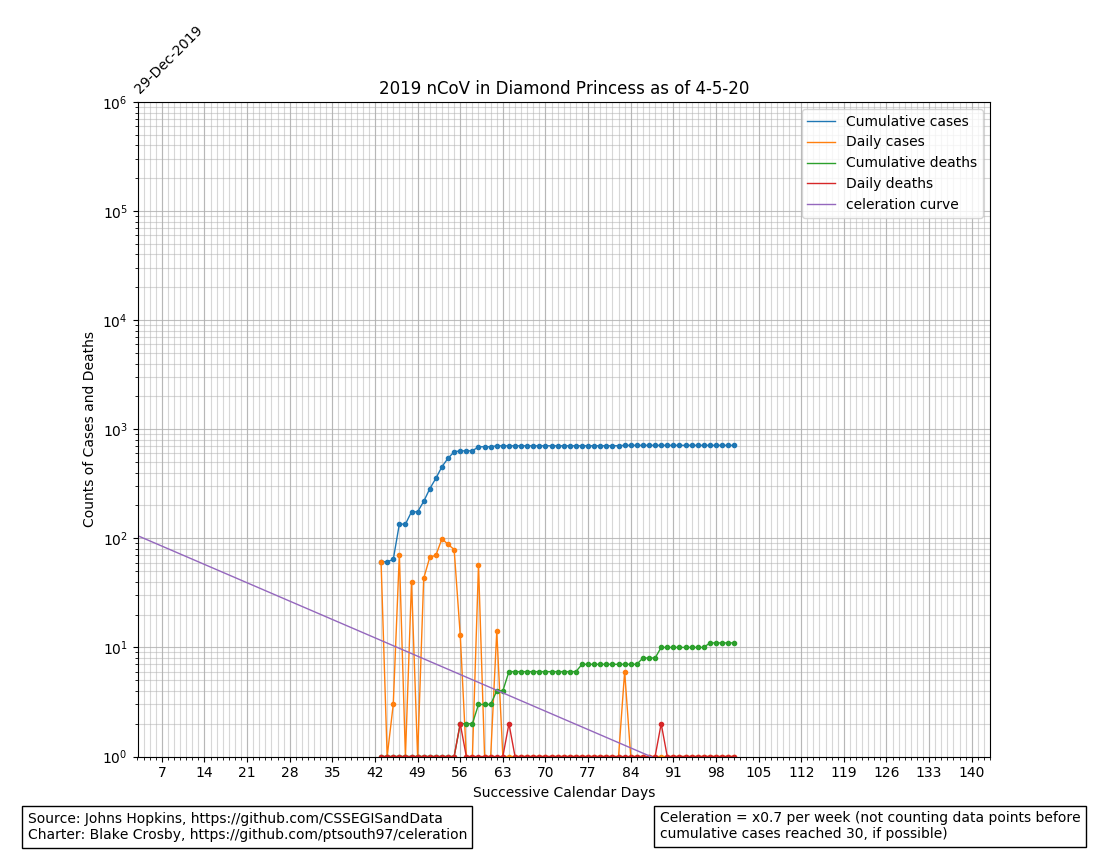 29-Dec-2019
2019 nCoV in Diamond Princess as of 4-5-20
Cumulative cases
Daily cases
Cumulative deaths
Daily deaths
celeration curve
Counts of Cases and Deaths
10^6
10^5
10^4
10^3
10^2
10^1
10^0
7 14 21 28 35 42 49 56 63 70 77 84 91 98 105 112 119 126 133 140
Successive Calendar Days
Source: Johns Hopkins, https://github.com/CSSEGISandData
Charter: Blake Crosby, https://github.com/ptsouth97/celeration
Celeration = x0.7 per week (not counting data points before
cumulative cases reached 30, if possible)